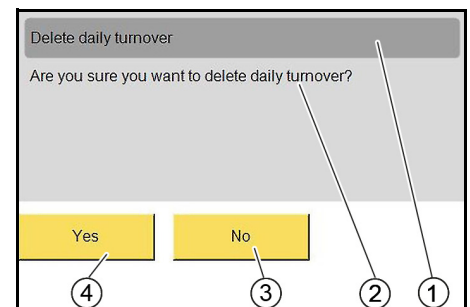 Delete daily turnover
Are you sure you want to delete daily turnover?
Yes
No
4
3
2
1